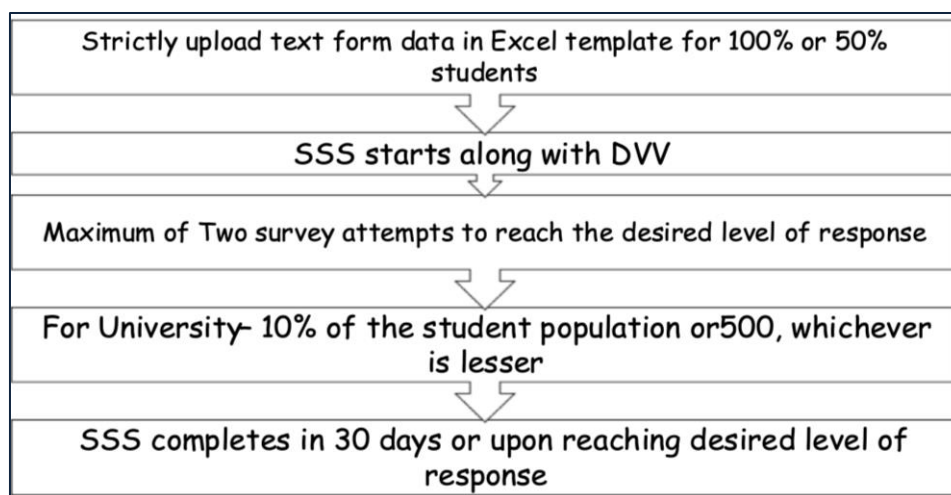 Strictly upload text form data in Excel template for 100% or 50%
students
SSS starts along with DVV
Maximum of Two survey attempts to reach the desired level of response
For University- 10% of the student population or500, whichever
is lesser
SSS completes in 30 days or upon reaching desired level of
response